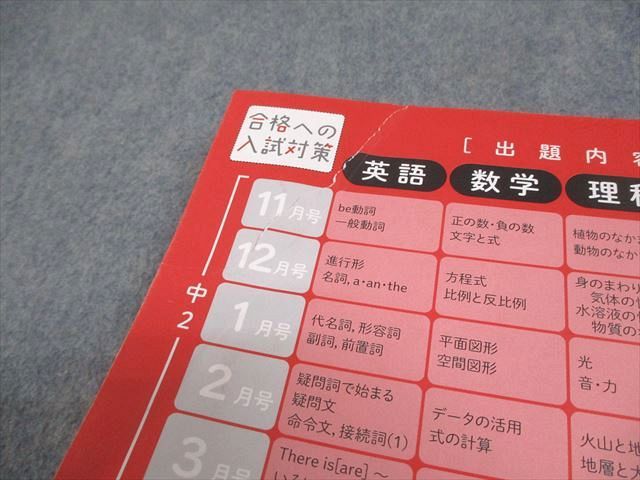 合格への
入試対策
[ 出 題 内
英語
数学
理科
中2
11月号
be動詞
一般動詞
正の数・負の数
文字と式
植物のなか
動物のなか
12月号
進行形
名詞, a・an・the
方程式
比例と反比例
身のまわり
気体の
水溶液の
物質の
1月号
代名詞, 形容詞
副詞, 前置詞
平面図形
空間図形
光
音・力
2月号
疑問詞で始まる
疑問文
命令文, 接続詞(1)
データの活用
式の計算
火山と地
地層と
3月号
There is[are] ～